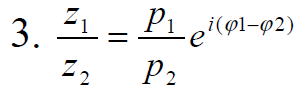 3. z₁/z₂ = p₁/p₂ e^{i(φ1−φ2)}